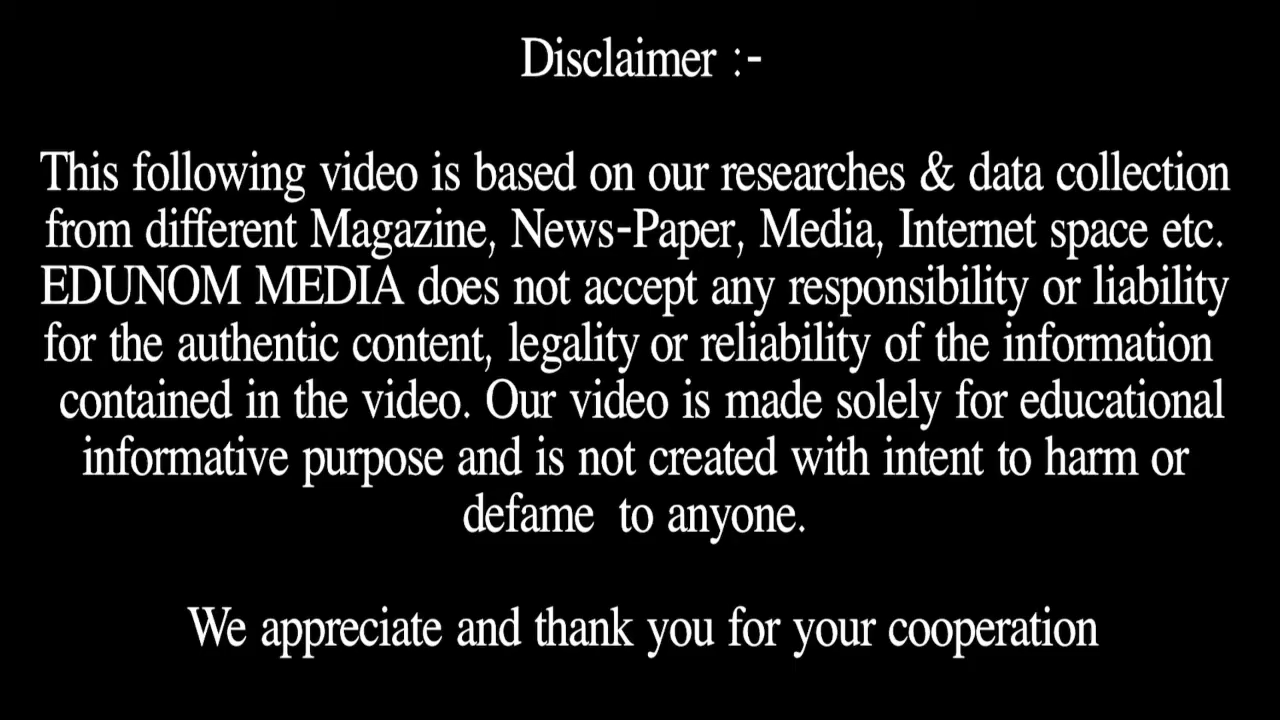 Disclaimer :-
This following video is based on our researches & data collection
from different Magazine, News-Paper, Media, Internet space etc.
EDUNOM MEDIA does not accept any responsibility or liability
for the authentic content, legality or reliability of the information
contained in the video. Our video is made solely for educational
informative purpose and is not created with intent to harm or
defame to anyone.
We appreciate and thank you for your cooperation